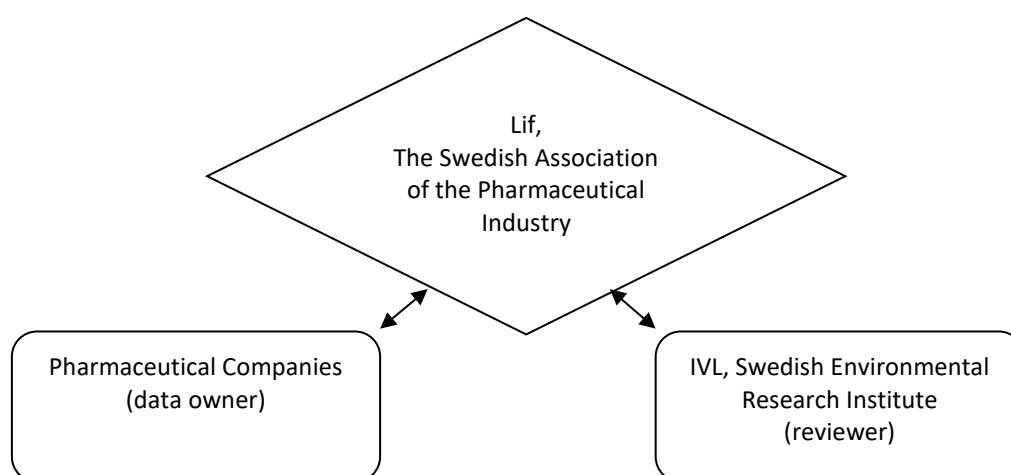 Lif,
The Swedish Association
of the Pharmaceutical
Industry
Pharmaceutical Companies
(data owner)
IVL, Swedish Environmental
Research Institute
(reviewer)